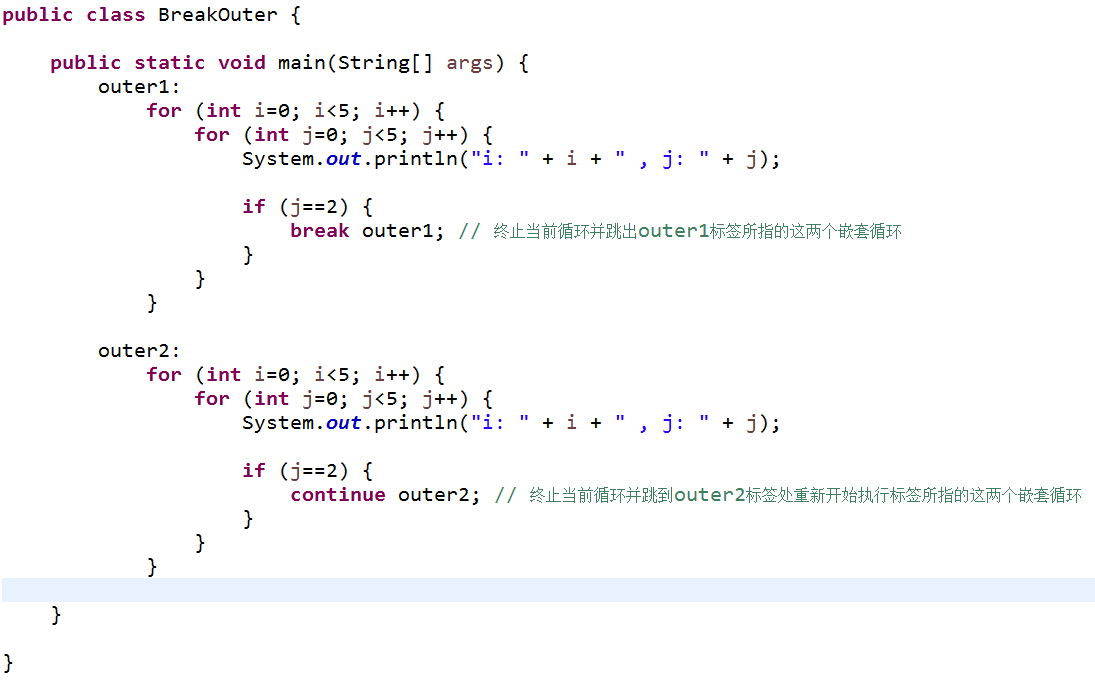 public class BreakOuter {
public static void main(String[] args) {
outer1:
for (int i=0; i<5; i++) {
for (int j=0; j<5; j++) {
System.out.println("i: " + i + " , j: " + j);
if (j==2) {
break outer1; // 终止当前循环并跳出outer1标签所指的这两个嵌套循环
}
}
}
outer2:
for (int i=0; i<5; i++) {
for (int j=0; j<5; j++) {
System.out.println("i: " + i + " , j: " + j);
if (j==2) {
continue outer2; // 终止当前循环并跳到outer2标签处重新开始执行标签所指的这两个嵌套循环
}
}
}
}
}